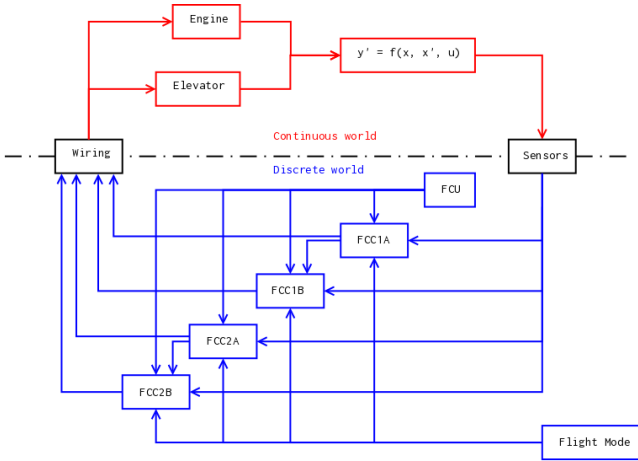 Engine
y' = f(x, x', u)
Elevator
Continuous world
Wiring
Sensors
Discrete world
FCU
FCC1A
FCC1B
FCC2A
FCC2B
Flight Mode